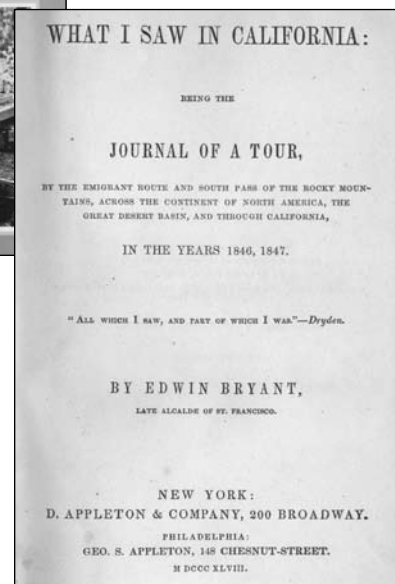 WHAT I SAW IN CALIFORNIA:
BEING THE
JOURNAL OF A TOUR,
BY THE EMIGRANT ROUTE AND SOUTH PASS OF THE ROCKY MOUN-
TAINS, ACROSS THE CONTINENT OF NORTH AMERICA, THE
GREAT DESERT BASIN, AND THROUGH CALIFORNIA,
IN THE YEARS 1846, 1847.
"ALL WHICH I SAW, AND PART OF WHICH I WAS."—Dryden.
BY EDWIN BRYANT,
LATE ALCALDE OF ST. FRANCISCO.
NEW YORK:
D. APPLETON & COMPANY, 200 BROADWAY.
PHILADELPHIA:
GEO. S. APPLETON, 148 CHESNUT-STREET.
M DCCC XLVIII.